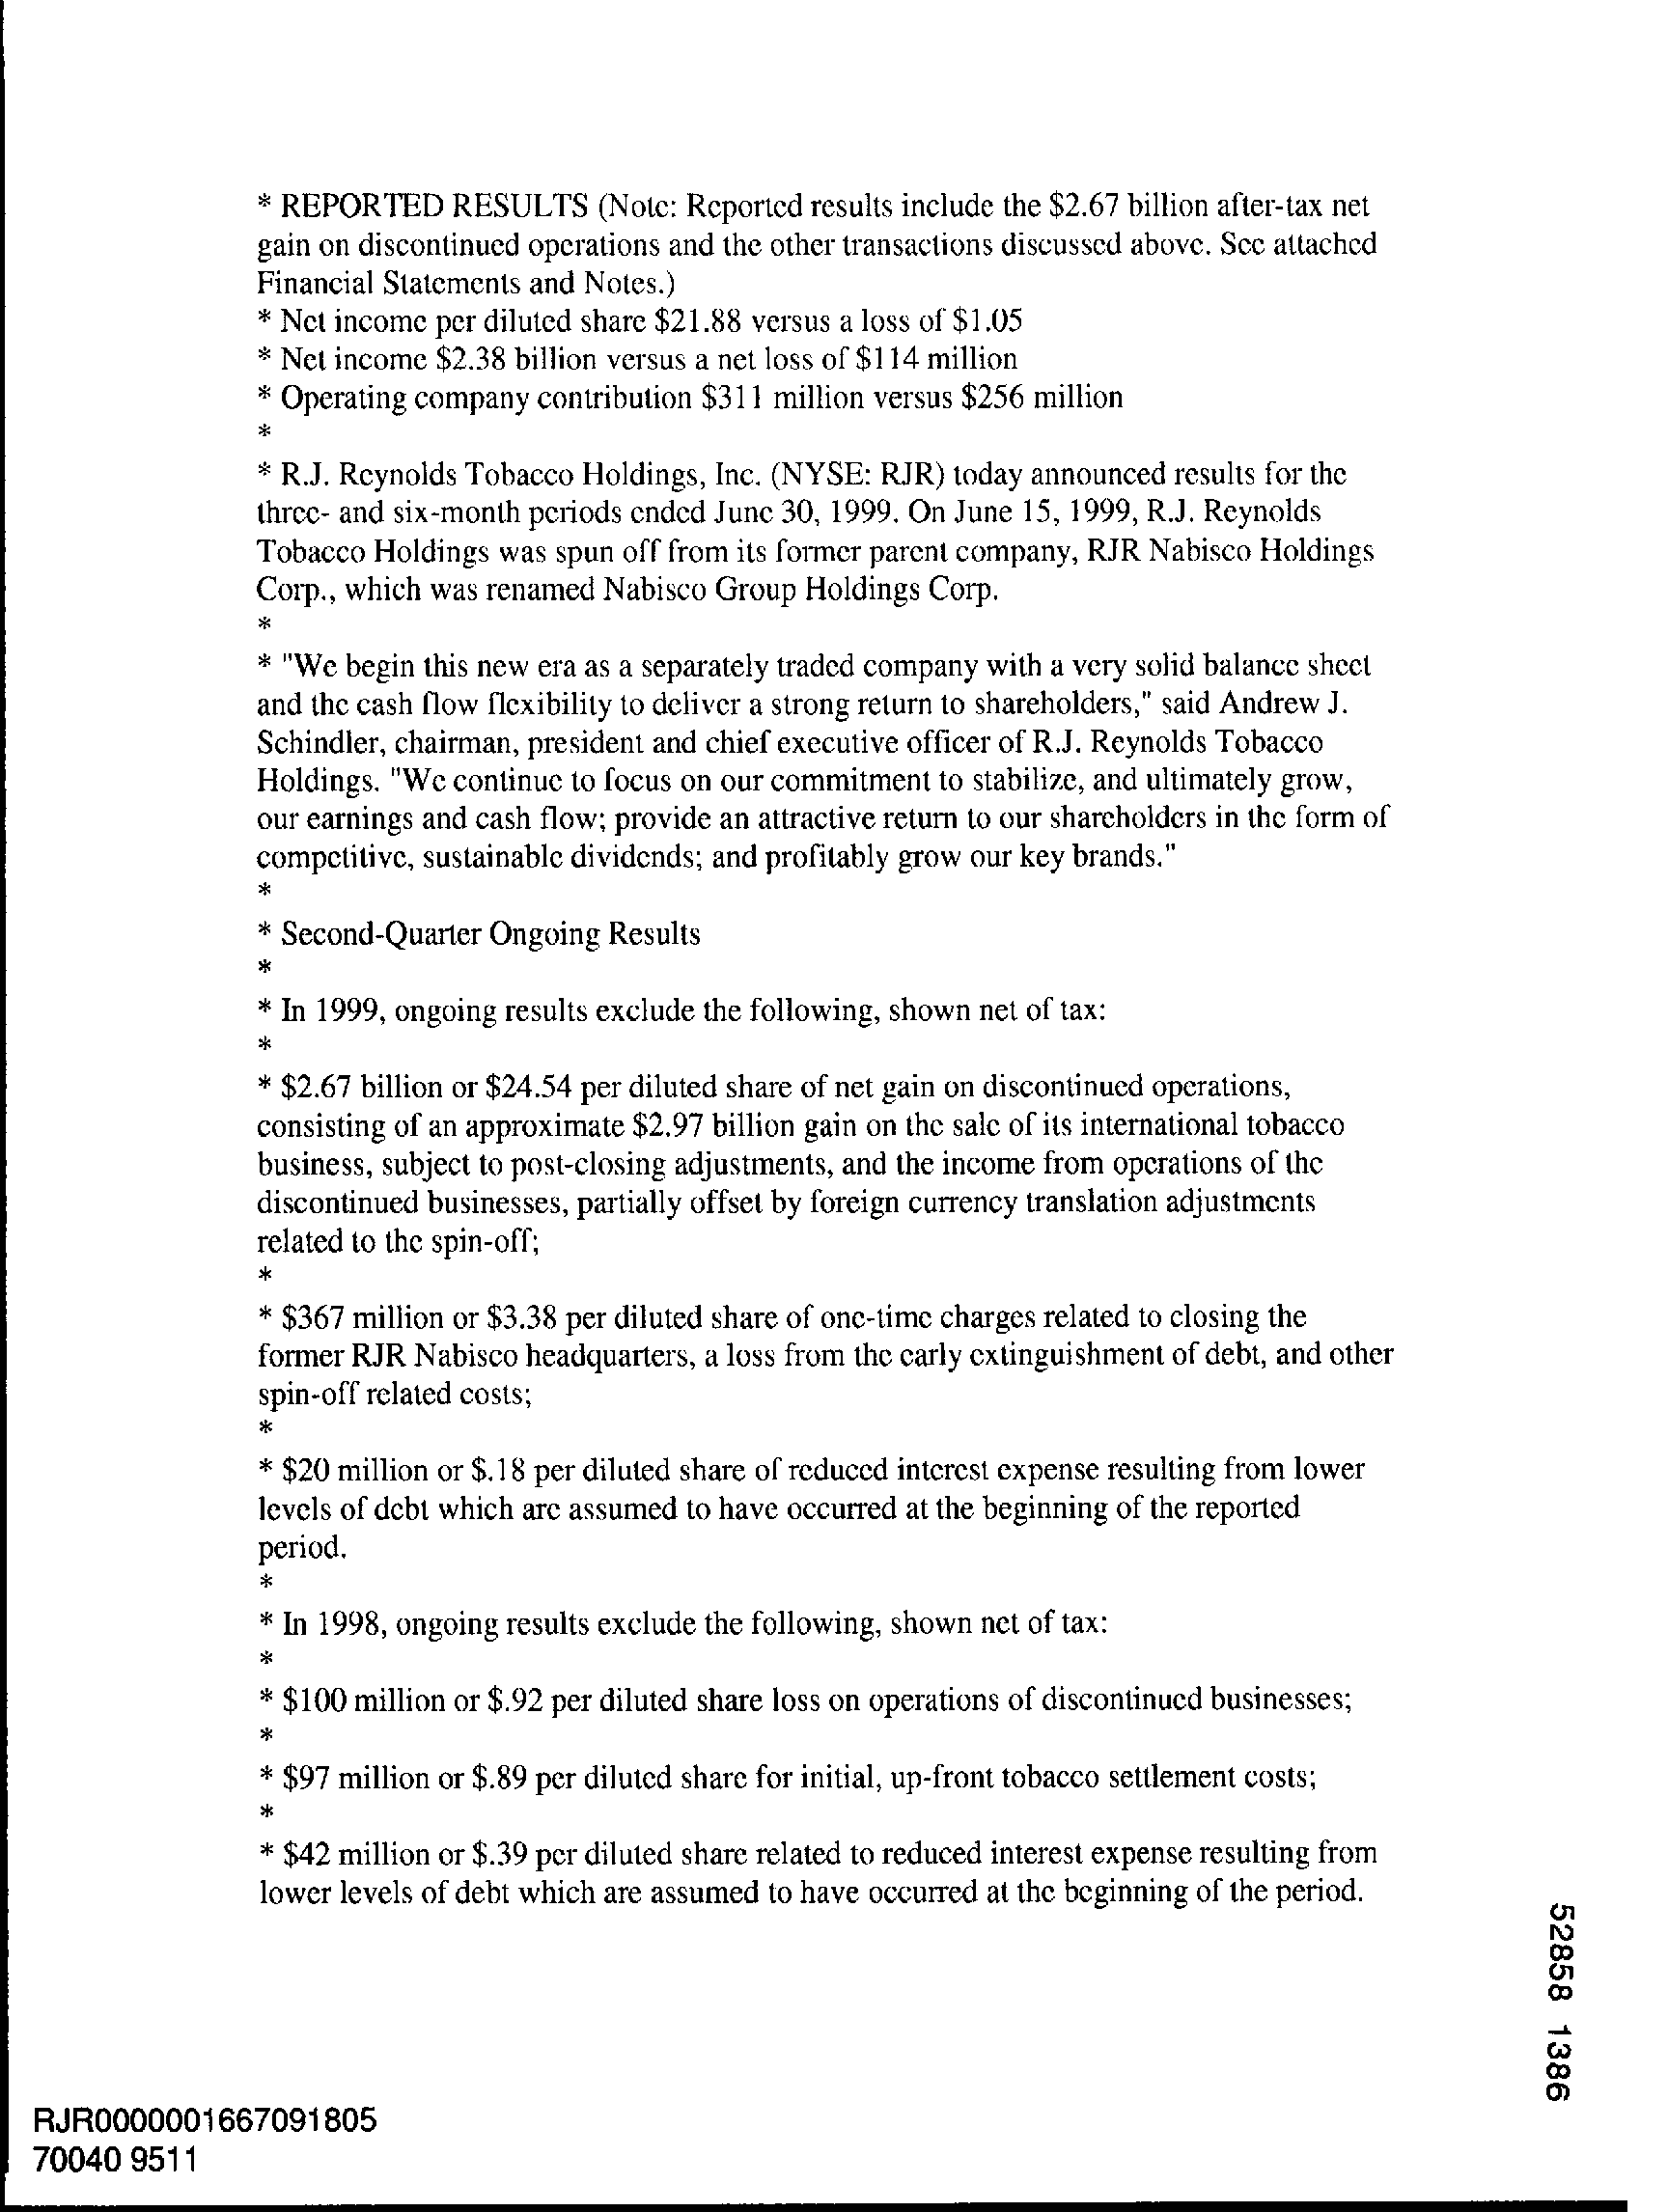 * REPORTED RESULTS (Note: Reported results include the $2.67 billion after-tax net
gain on discontinued operations and the other transactions discussed above. See attached
Financial Statements and Notes.)
* Net income per diluted share $21.88 versus a loss of $1.05
* Net income $2.38 billion versus a net loss of $114 million
* Operating company contribution $311 million versus $256 million
*
* R.J. Reynolds Tobacco Holdings, Inc. (NYSE: RJR) today announced results for the
three- and six-month periods ended June 30, 1999. On June 15, 1999, R.J. Reynolds
Tobacco Holdings was spun off from its former parent company, RJR Nabisco Holdings
Corp., which was renamed Nabisco Group Holdings Corp.
*
* "We begin this new era as a separately traded company with a very solid balance sheet
and the cash flow flexibility to deliver a strong return to shareholders," said Andrew J.
Schindler, chairman, president and chief executive officer of R.J. Reynolds Tobacco
Holdings. "We continue to focus on our commitment to stabilize, and ultimately grow,
our earnings and cash flow; provide an attractive return to our shareholders in the form of
competitive, sustainable dividends; and profitably grow our key brands."
*
* Second-Quarter Ongoing Results
*
* In 1999, ongoing results exclude the following, shown net of tax:
*
* $2.67 billion or $24.54 per diluted share of net gain on discontinued operations,
consisting of an approximate $2.97 billion gain on the sale of its international tobacco
business, subject to post-closing adjustments, and the income from operations of the
discontinued businesses, partially offset by foreign currency translation adjustments
related to the spin-off;
*
* $367 million or $3.38 per diluted share of one-time charges related to closing the
former RJR Nabisco headquarters, a loss from the early extinguishment of debt, and other
spin-off related costs;
*
* $20 million or $.18 per diluted share of reduced interest expense resulting from lower
levels of debt which are assumed to have occurred at the beginning of the reported
period.
*
* In 1998, ongoing results exclude the following, shown net of tax:
*
* $100 million or $.92 per diluted share loss on operations of discontinued businesses;
*
* $97 million or $.89 per diluted share for initial, up-front tobacco settlement costs;
*
* $42 million or $.39 per diluted share related to reduced interest expense resulting from
lower levels of debt which are assumed to have occurred at the beginning of the period.
52858 1386
RJR0000001667091805
70040 9511